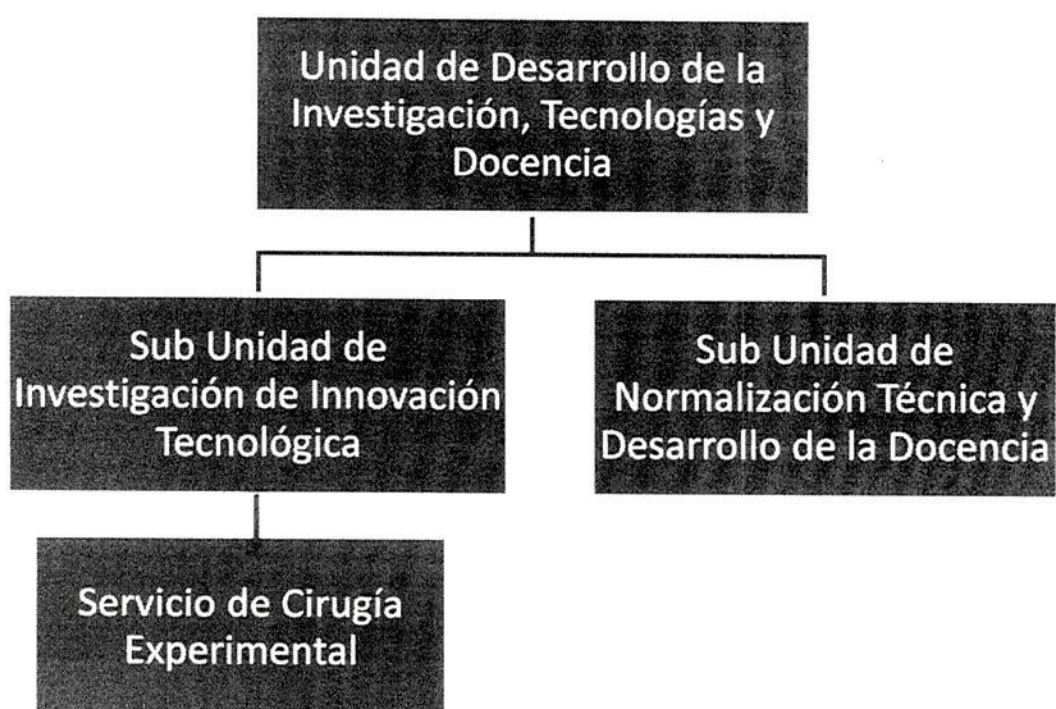 Unidad de Desarrollo de la
Investigación, Tecnologías y
Docencia
Sub Unidad de
Investigación de Innovación
Tecnológica
Sub Unidad de
Normalización Técnica y
Desarrollo de la Docencia
Servicio de Cirugía
Experimental